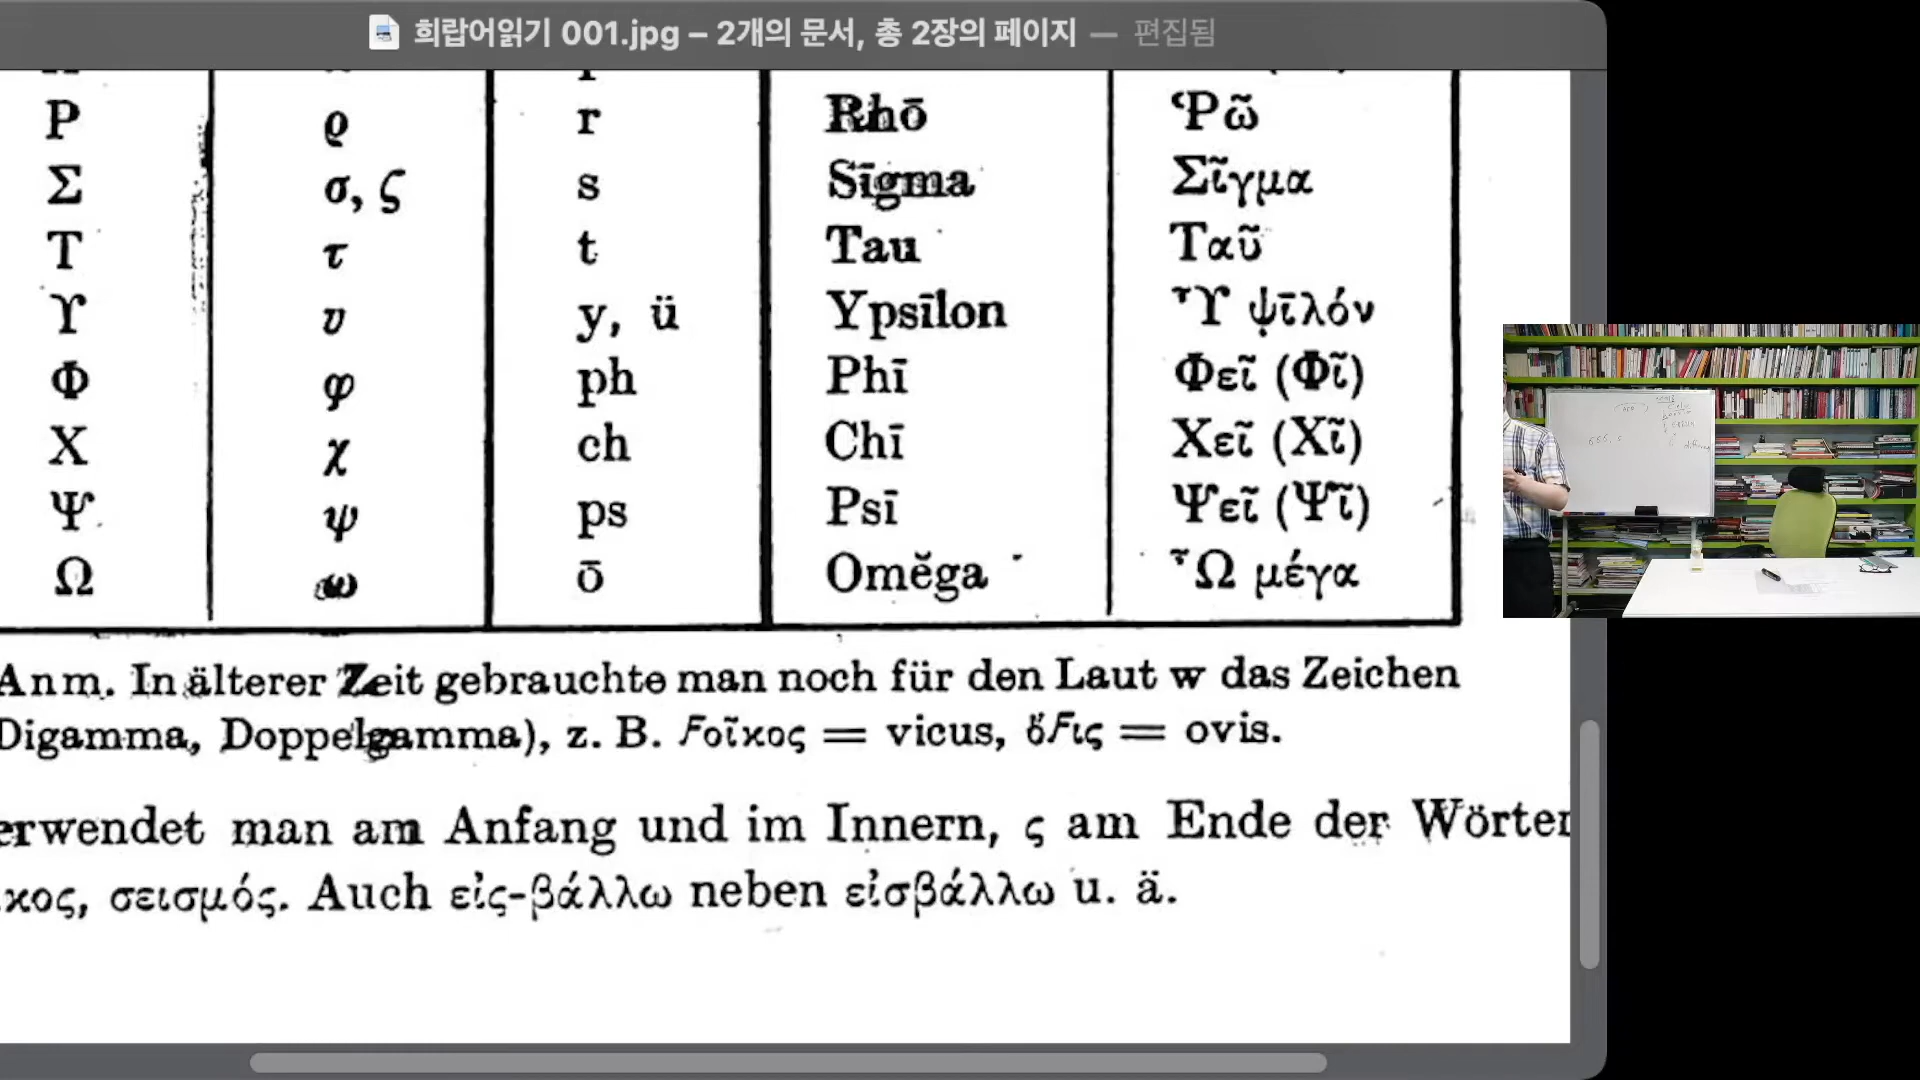 희랍어읽기 001.jpg – 2개의 문서, 총 2장의 페이지 — 편집됨
Ρ ϱ r Rhō Ῥῶ
Σ σ, ς s Sīgma Σῖγμα
Τ τ t Tau Ταῦ
ϒ υ y, ü Ypsīlon ῏ϒ ψῑλόν
Φ φ ph Phī Φεῖ (Φῖ)
Χ χ ch Chī Χεῖ (Χῖ)
Ψ ψ ps Psī Ψεῖ (Ψῖ)
Ω ω ō Omĕga ῏Ω μέγα
Anm. In älterer Zeit gebrauchte man noch für den Laut w das Zeichen
Digamma, Doppelgamma), z. B. ϝοῖκος = vicus, ὄϝις = ovis.
erwendet man am Anfang und im Innern, ς am Ende der Wörter
κος, σεισμός. Auch εἰς-βάλλω neben εἰσβάλλω u. ä.